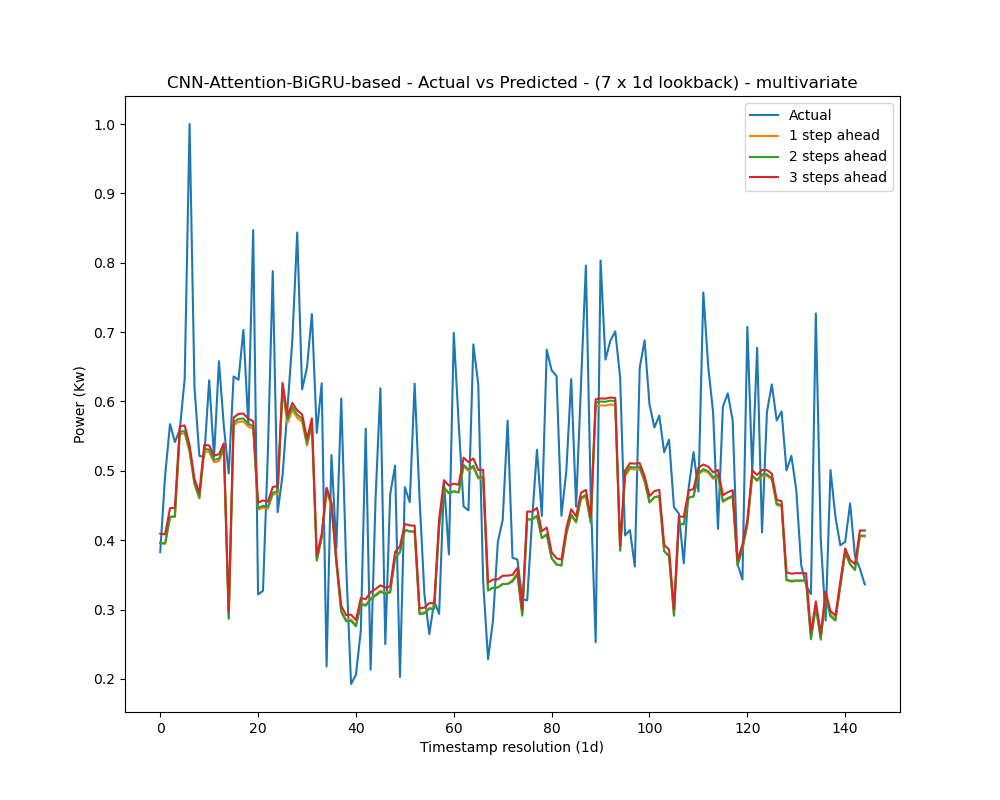 CNN-Attention-BiGRU-based - Actual vs Predicted - (7 x 1d lookback) - multivariate
Actual
1 step ahead
2 steps ahead
3 steps ahead
1.0
0.9
0.8
0.7
0.6
0.5
0.4
0.3
0.2
Power (Kw)
0 20 40 60 80 100 120 140
Timestamp resolution (1d)